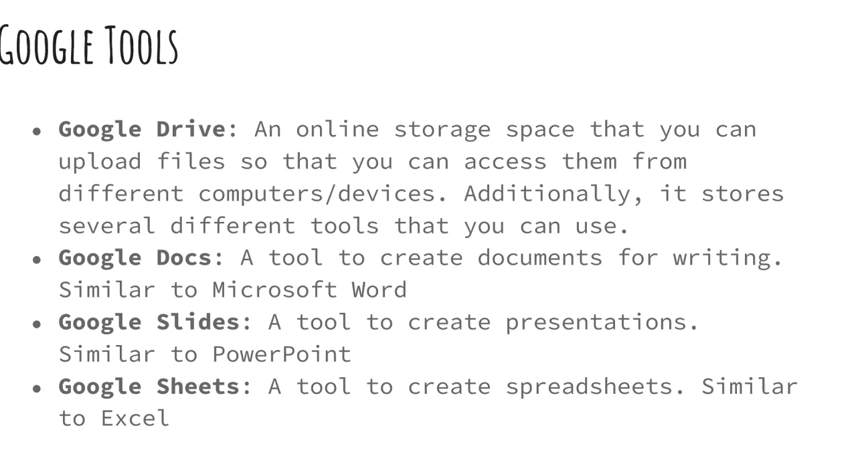 Google Tools
• Google Drive: An online storage space that you can
upload files so that you can access them from
different computers/devices. Additionally, it stores
several different tools that you can use.
• Google Docs: A tool to create documents for writing.
Similar to Microsoft Word
• Google Slides: A tool to create presentations.
Similar to PowerPoint
• Google Sheets: A tool to create spreadsheets. Similar
to Excel